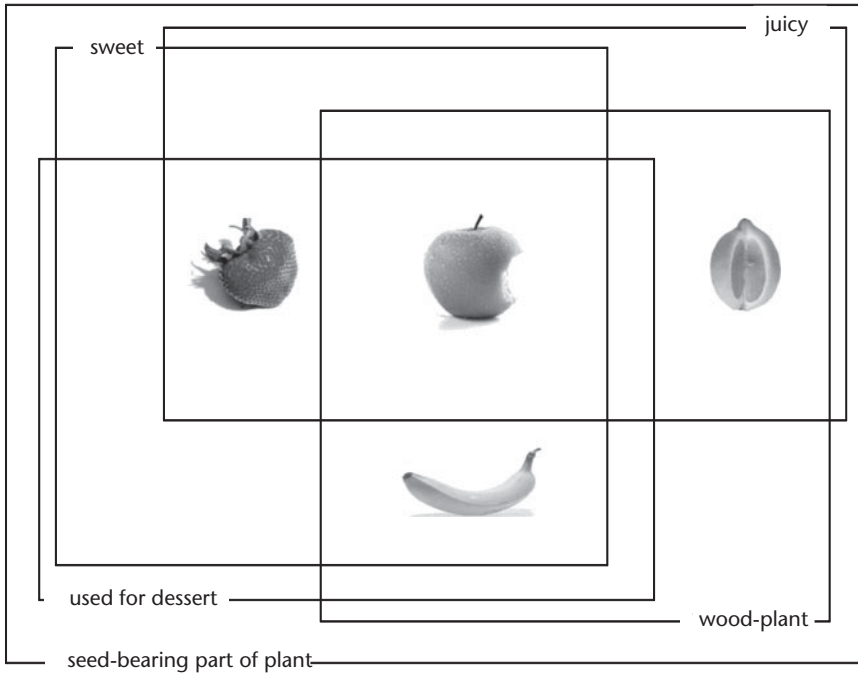 juicy
sweet
used for dessert
wood-plant
seed-bearing part of plant